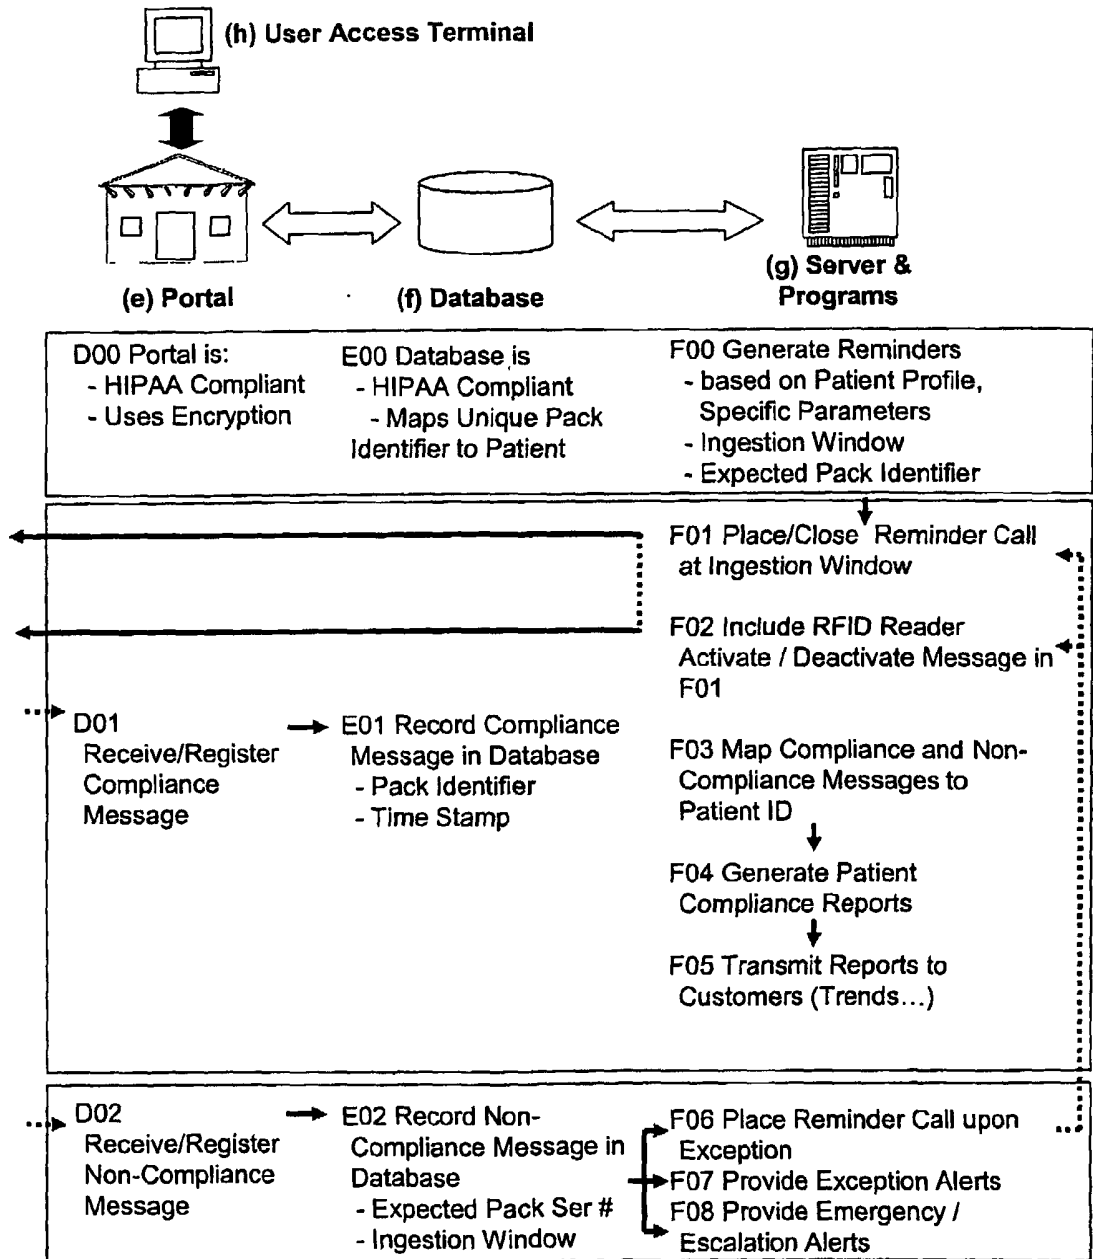 (h) User Access Terminal
(e) Portal
(f) Database
(g) Server &
Programs
D00 Portal is:
- HIPAA Compliant
- Uses Encryption
E00 Database is
- HIPAA Compliant
- Maps Unique Pack
Identifier to Patient
F00 Generate Reminders
- based on Patient Profile,
Specific Parameters
- Ingestion Window
- Expected Pack Identifier
F01 Place/Close Reminder Call
at Ingestion Window
F02 Include RFID Reader
Activate / Deactivate Message in
F01
D01
Receive/Register
Compliance
Message
E01 Record Compliance
Message in Database
- Pack Identifier
- Time Stamp
F03 Map Compliance and Non-
Compliance Messages to
Patient ID
F04 Generate Patient
Compliance Reports
F05 Transmit Reports to
Customers (Trends...)
D02
Receive/Register
Non-Compliance
Message
E02 Record Non-
Compliance Message in
Database
- Expected Pack Ser #
- Ingestion Window
F06 Place Reminder Call upon
Exception
F07 Provide Exception Alerts
F08 Provide Emergency /
Escalation Alerts